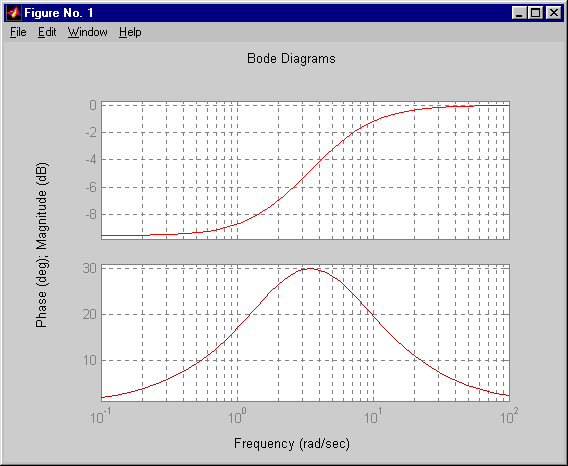 Figure No. 1
File Edit Window Help
Bode Diagrams
Phase (deg); Magnitude (dB)
0
-2
-4
-6
-8
30
20
10
10^-1 10^0 10^1 10^2
Frequency (rad/sec)